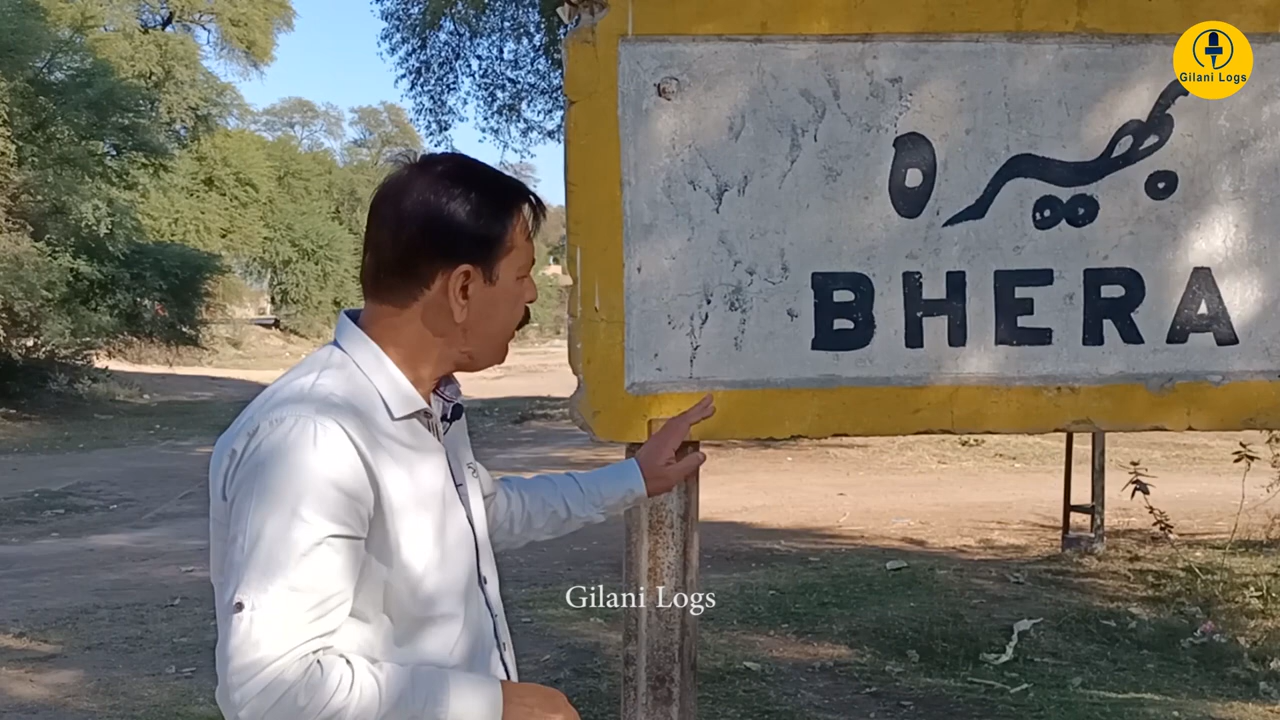 Gilani Logs
بھیرہ
BHERA
Gilani Logs